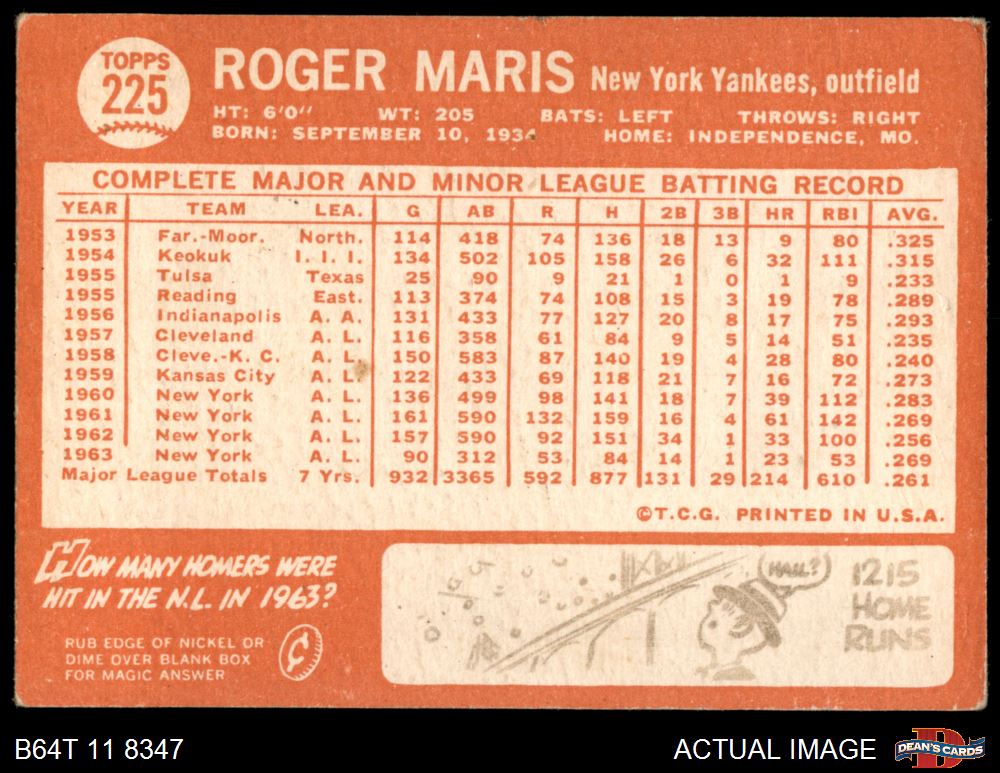 TOPPS
225
ROGER MARIS New York Yankees, outfield
HT: 6'0" WT: 205 BATS: LEFT THROWS: RIGHT
BORN: SEPTEMBER 10, 1934 HOME: INDEPENDENCE, MO.
COMPLETE MAJOR AND MINOR LEAGUE BATTING RECORD
YEAR TEAM LEA. G AB R H 2B 3B HR RBI AVG.
1953 Far.-Moor. North. 114 418 74 136 18 13 9 80 .325
1954 Keokuk I. I. I. 134 502 105 158 26 6 32 111 .315
1955 Tulsa Texas 25 90 9 21 1 0 1 9 .233
1955 Reading East. 113 374 74 108 15 3 19 78 .289
1956 Indianapolis A. A. 131 433 77 127 20 8 17 75 .293
1957 Cleveland A. L. 116 358 61 84 9 5 14 51 .235
1958 Cleve.-K. C. A. L. 150 583 87 140 19 4 28 80 .240
1959 Kansas City A. L. 122 433 69 118 21 7 16 72 .273
1960 New York A. L. 136 499 98 141 18 7 39 112 .283
1961 New York A. L. 161 590 132 159 16 4 61 142 .269
1962 New York A. L. 157 590 92 151 34 1 33 100 .256
1963 New York A. L. 90 312 53 84 14 1 23 53 .269
Major League Totals 7 Yrs. 932 3365 592 877 131 29 214 610 .261
©T.C.G. PRINTED IN U.S.A.
HOW MANY HOMERS WERE
HIT IN THE N.L. IN 1963?
RUB EDGE OF NICKEL OR
DIME OVER BLANK BOX
FOR MAGIC ANSWER
¢
HAIL?
1215
HOME
RUNS
B64T 11 8347
ACTUAL IMAGE
D
DEAN'S CARDS